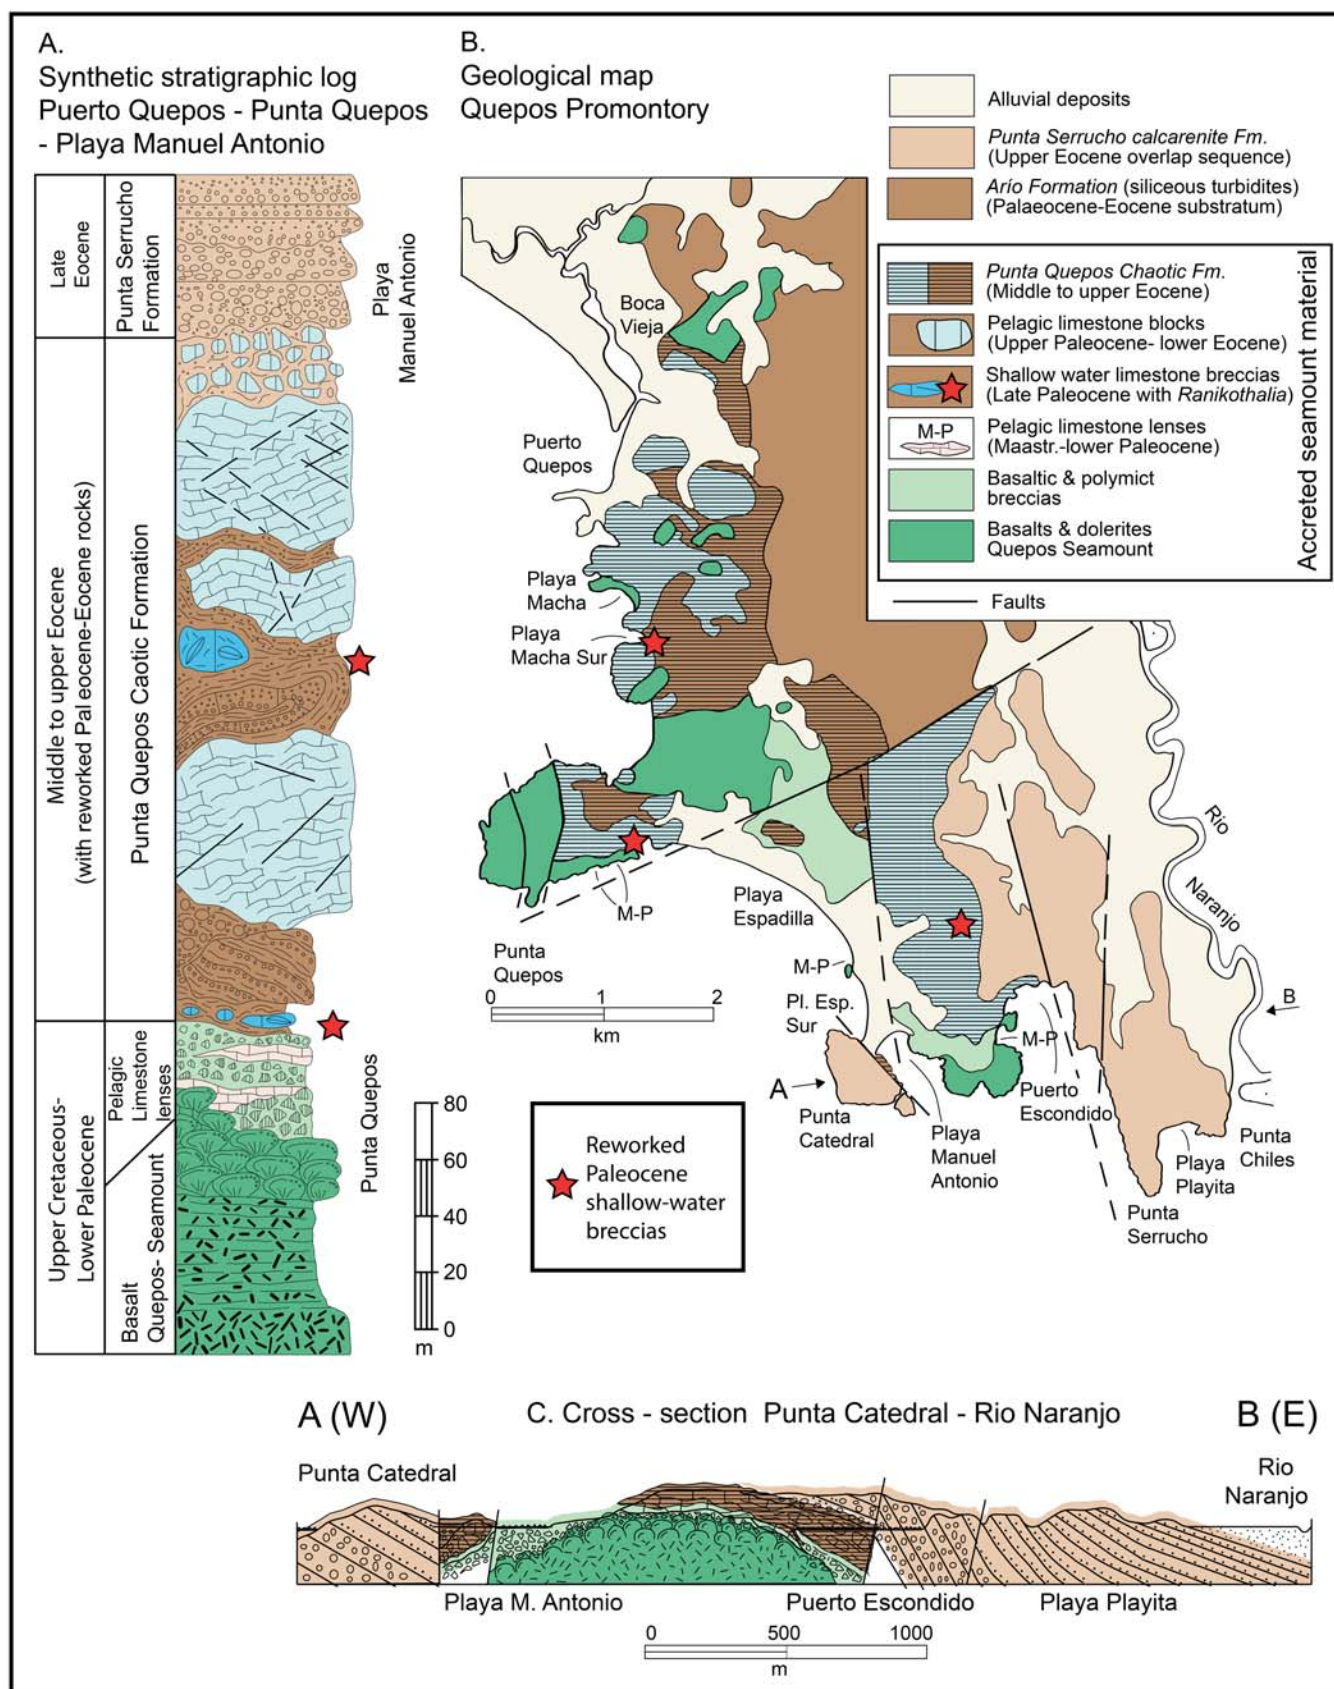 A.
Synthetic stratigraphic log
Puerto Quepos - Punta Quepos
- Playa Manuel Antonio
Late
Eocene
Punta Serrucho
Formation
Playa
Manuel Antonio
Middle to upper Eocene
(with reworked Pal eocene-Eocene rocks)
Punta Quepos Caotic Formation
Upper Cretaceous-
Lower Paleocene
Pelagic
Limestone
lenses
Basalt
Quepos- Seamount
Punta Quepos
80
60
40
20
0
m
B.
Geological map
Quepos Promontory
Alluvial deposits
Punta Serrucho calcarenite Fm.
(Upper Eocene overlap sequence)
Arío Formation (siliceous turbidites)
(Palaeocene-Eocene substratum)
Punta Quepos Chaotic Fm.
(Middle to upper Eocene)
Pelagic limestone blocks
(Upper Paleocene- lower Eocene)
Shallow water limestone breccias
(Late Paleocene with Ranikothalia)
M-P
Pelagic limestone lenses
(Maastr.-lower Paleocene)
Basaltic & polymict
breccias
Basalts & dolerites
Quepos Seamount
Accreted seamount material
Faults
Boca
Vieja
Puerto
Quepos
Playa
Macha
Playa
Macha Sur
M-P
Punta
Quepos
0
1
2
km
Playa
Espadilla
M-P
Pl. Esp.
Sur
A
Punta
Catedral
Playa
Manuel
Antonio
M-P
Puerto
Escondido
Rio
Naranjo
B
Punta
Chiles
Playa
Playita
Punta
Serrucho
Reworked
Paleocene
shallow-water
breccias
A (W)
C. Cross - section Punta Catedral - Rio Naranjo
B (E)
Punta Catedral
Rio
Naranjo
Playa M. Antonio
Puerto Escondido
Playa Playita
0
500
1000
m